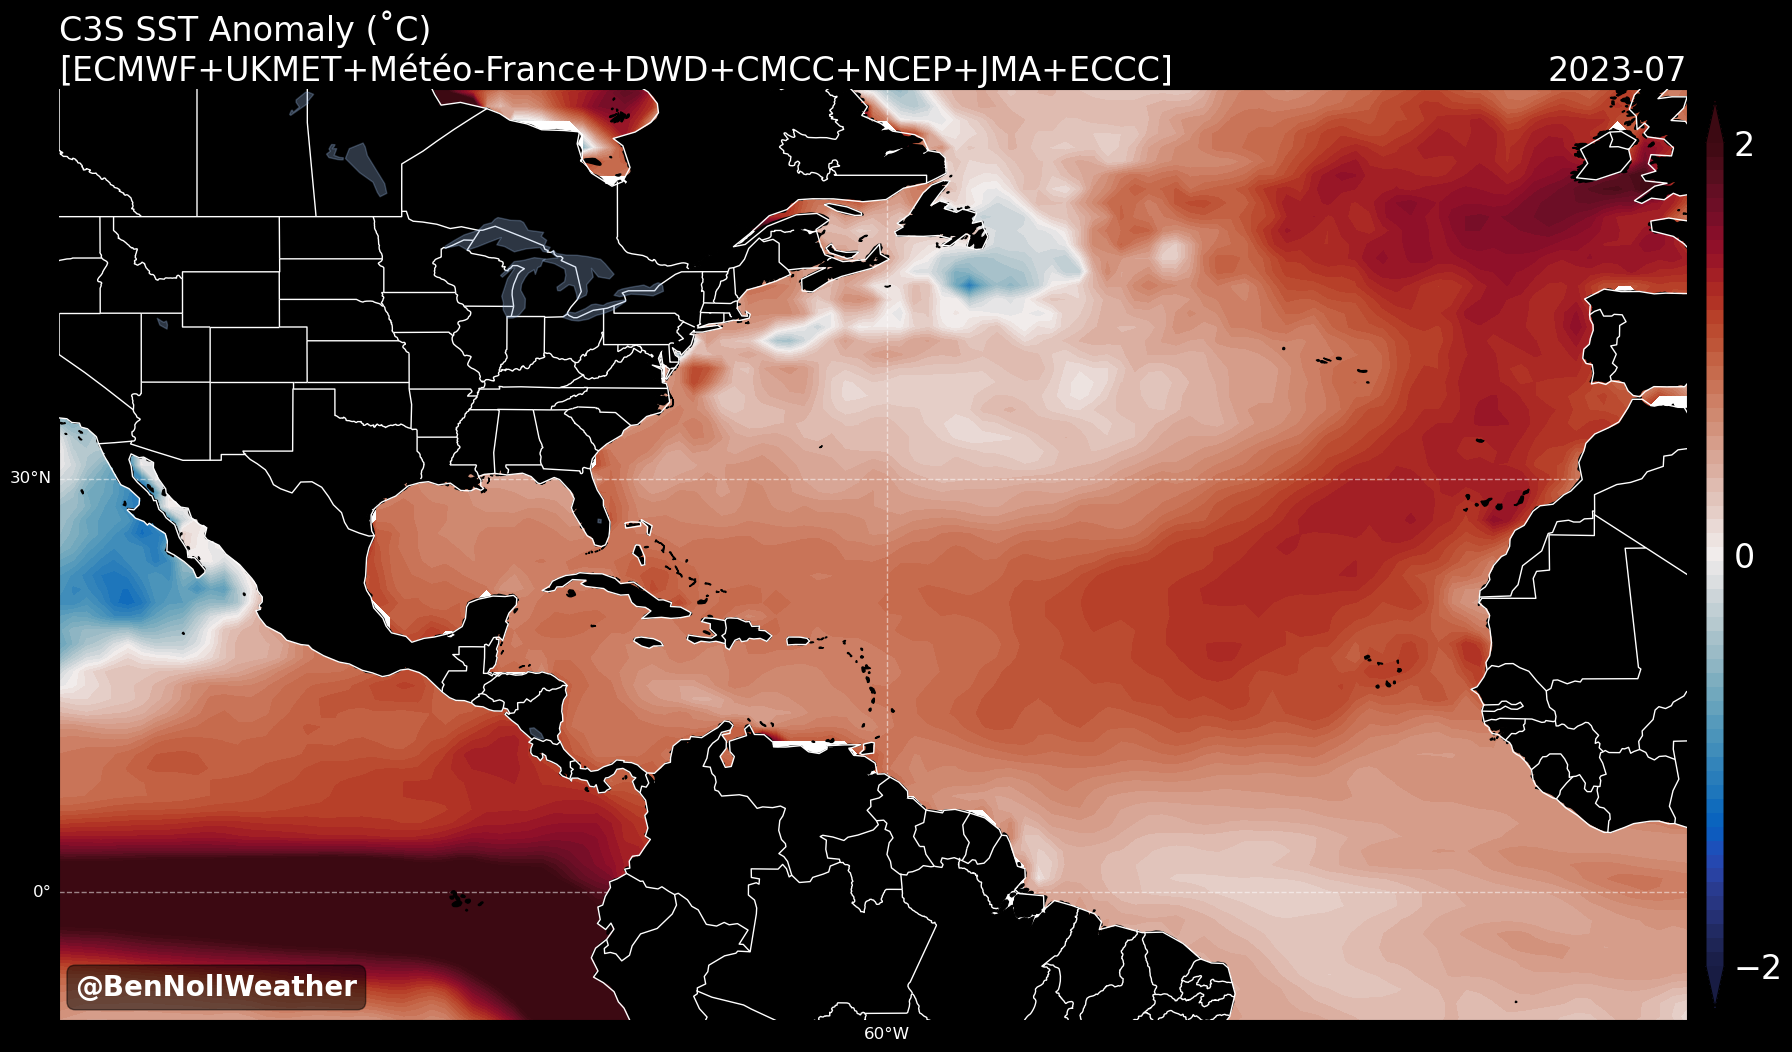 C3S SST Anomaly (˚C)
[ECMWF+UKMET+Météo-France+DWD+CMCC+NCEP+JMA+ECCC]
2023-07
2
0
−2
30°N
0°
60°W
@BenNollWeather